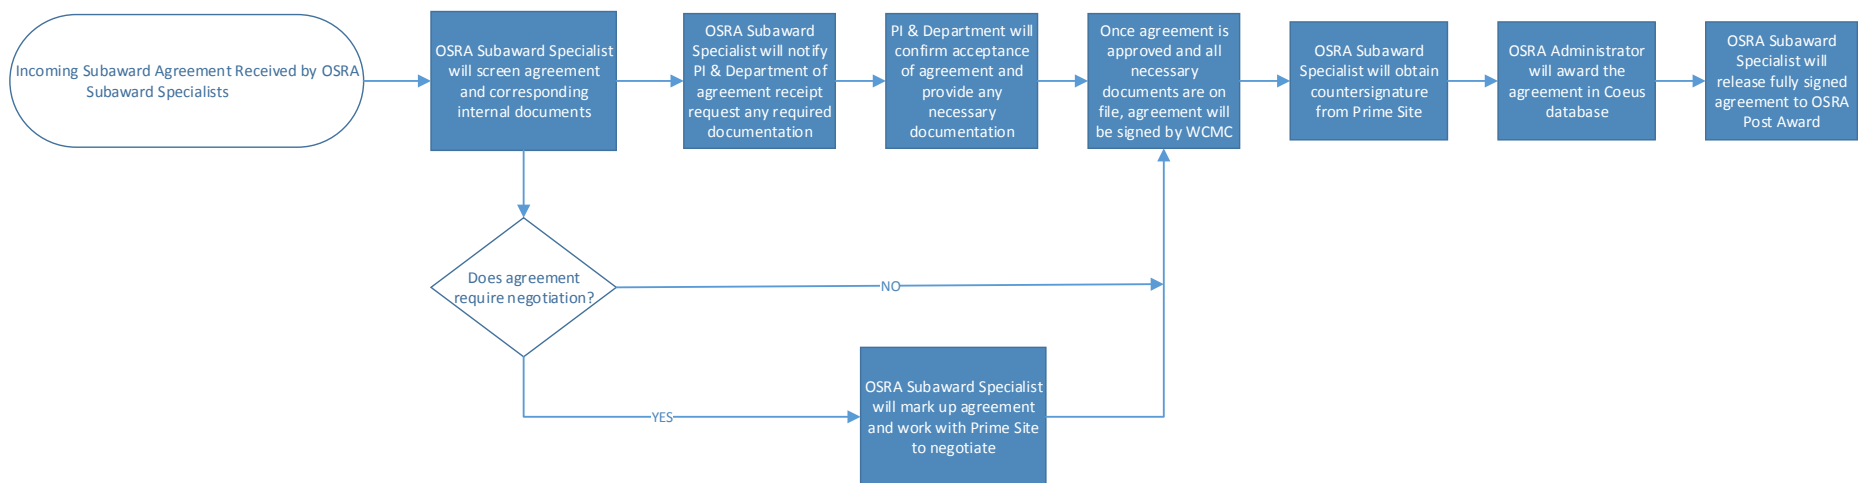 Incoming Subaward Agreement Received by OSRA
Subaward Specialists
OSRA Subaward Specialist
will screen agreement
and corresponding
internal documents
OSRA Subaward
Specialist will notify
PI & Department of
agreement receipt
request any required
documentation
PI & Department will
confirm acceptance
of agreement and
provide any
necessary
documentation
Once agreement is
approved and all
necessary
documents are on
file, agreement will
be signed by WCMC
OSRA Subaward
Specialist will obtain
countersignature
from Prime Site
OSRA Administrator
will award the
agreement in Coeus
database
OSRA Subaward
Specialist will
release fully signed
agreement to OSRA
Post Award
Does agreement
require negotiation?
NO
YES
OSRA Subaward Specialist
will mark up agreement
and work with Prime Site
to negotiate